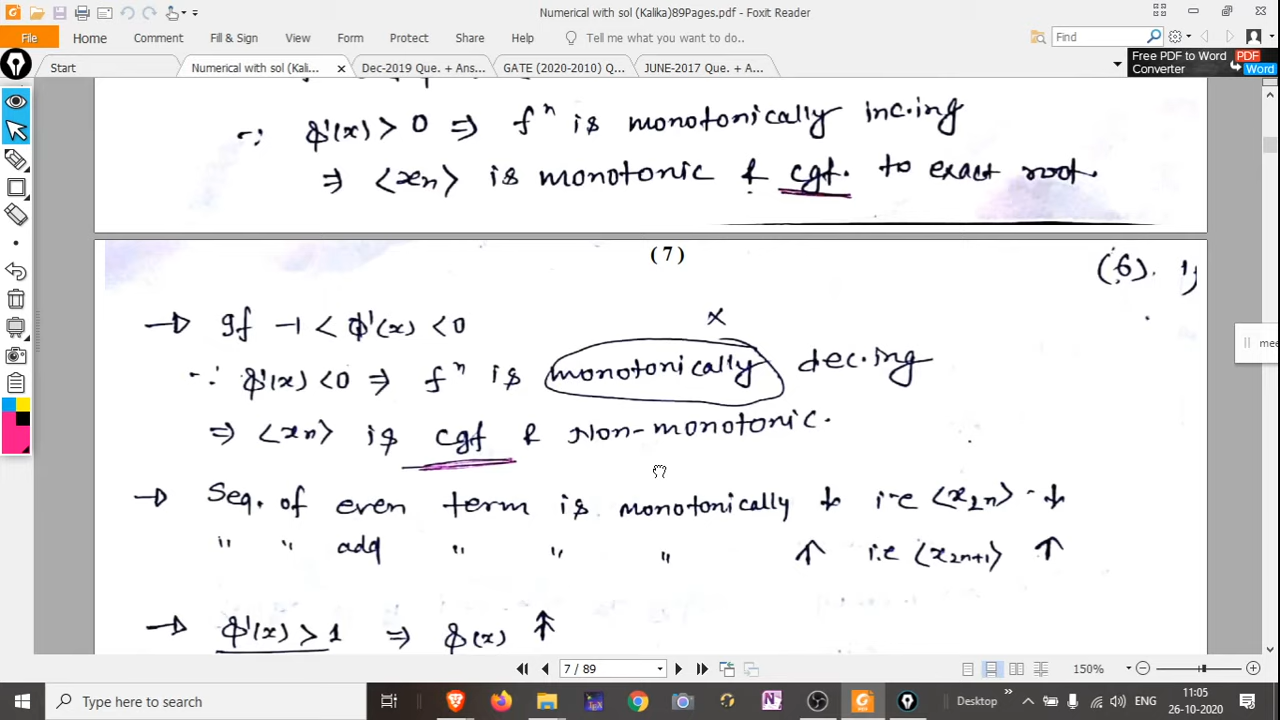 Numerical with sol (Kalika)89Pages.pdf - Foxit Reader
File Home Comment Fill & Sign View Form Protect Share Help Tell me what you want to do.. Find
Start Numerical with sol (Kali... Dec-2019 Que. + Ans... GATE (2020-2010) Q... JUNE-2017 Que. + A...
Free PDF to Word Converter PDF Word
∵ φ'(x) > 0 ⇒ fⁿ is monotonically inc.ing
⇒ <xn> is monotonic & cgt. to exact root.
(7)
(6).
→ If -1 < φ'(x) < 0
x
∵ φ'(x) < 0 ⇒ fⁿ is monotonically dec.ing
⇒ <xn> is cgt & Non-monotonic.
→ Seq. of even term is monotonically ↓ i-e <x2n> ↓
" " odd " " " ↑ i.e <x2n+1> ↑
→ φ'(x) > 1 ⇒ φ(x) ↑
mee
7 / 89
150%
Type here to search
Desktop
ENG
11:05
26-10-2020